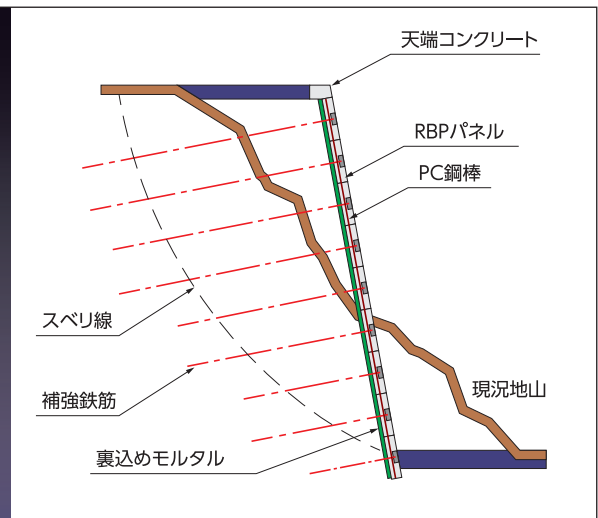 天端コンクリート
RBPパネル
PC鋼棒
スベリ線
補強鉄筋
現況地山
裏込めモルタル